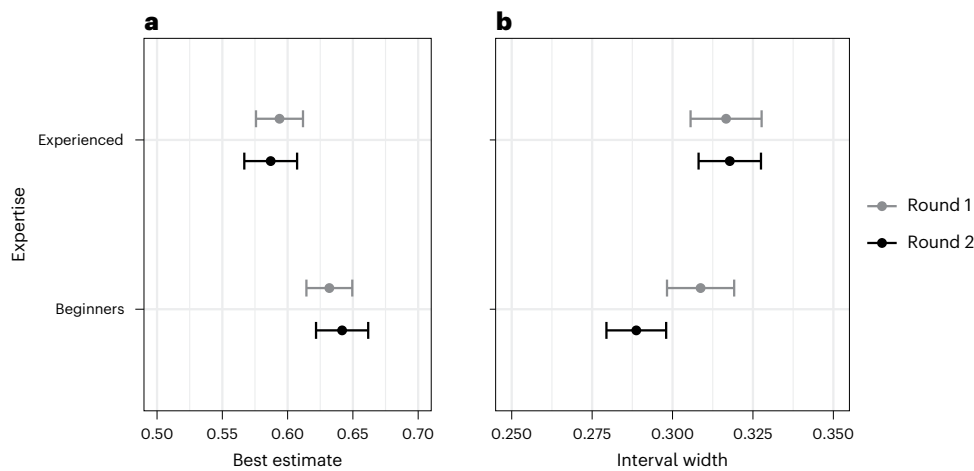 a
b
Expertise
Experienced
Beginners
0.50 0.55 0.60 0.65 0.70
Best estimate
0.250 0.275 0.300 0.325 0.350
Interval width
Round 1
Round 2